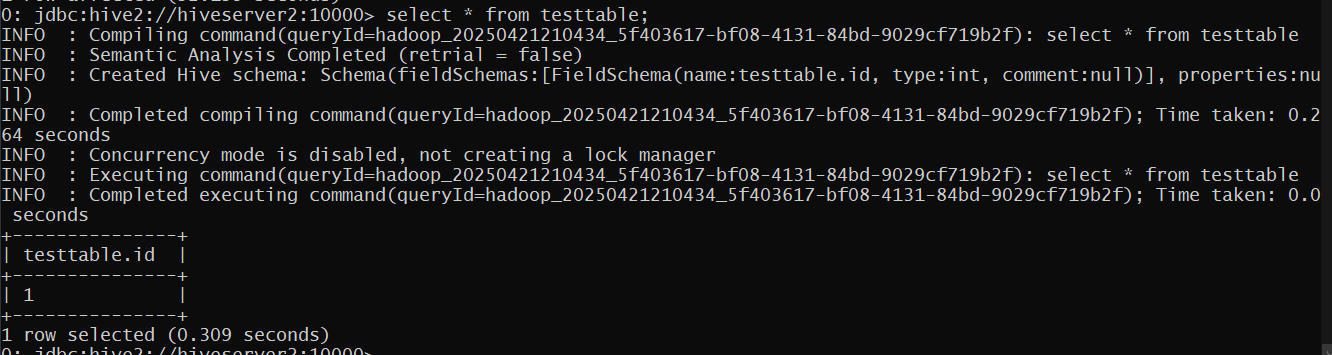 0: jdbc:hive2://hiveserver2:10000> select * from testtable;
INFO  : Compiling command(queryId=hadoop_20250421210434_5f403617-bf08-4131-84bd-9029cf719b2f): select * from testtable
INFO  : Semantic Analysis Completed (retrial = false)
INFO  : Created Hive schema: Schema(fieldSchemas:[FieldSchema(name:testtable.id, type:int, comment:null)], properties:nu
ll)
INFO  : Completed compiling command(queryId=hadoop_20250421210434_5f403617-bf08-4131-84bd-9029cf719b2f); Time taken: 0.2
64 seconds
INFO  : Concurrency mode is disabled, not creating a lock manager
INFO  : Executing command(queryId=hadoop_20250421210434_5f403617-bf08-4131-84bd-9029cf719b2f): select * from testtable
INFO  : Completed executing command(queryId=hadoop_20250421210434_5f403617-bf08-4131-84bd-9029cf719b2f); Time taken: 0.0
 seconds
+---------------+
| testtable.id  |
+---------------+
| 1             |
+---------------+
1 row selected (0.309 seconds)
0: jdbc:hive2://hiveserver2:10000>